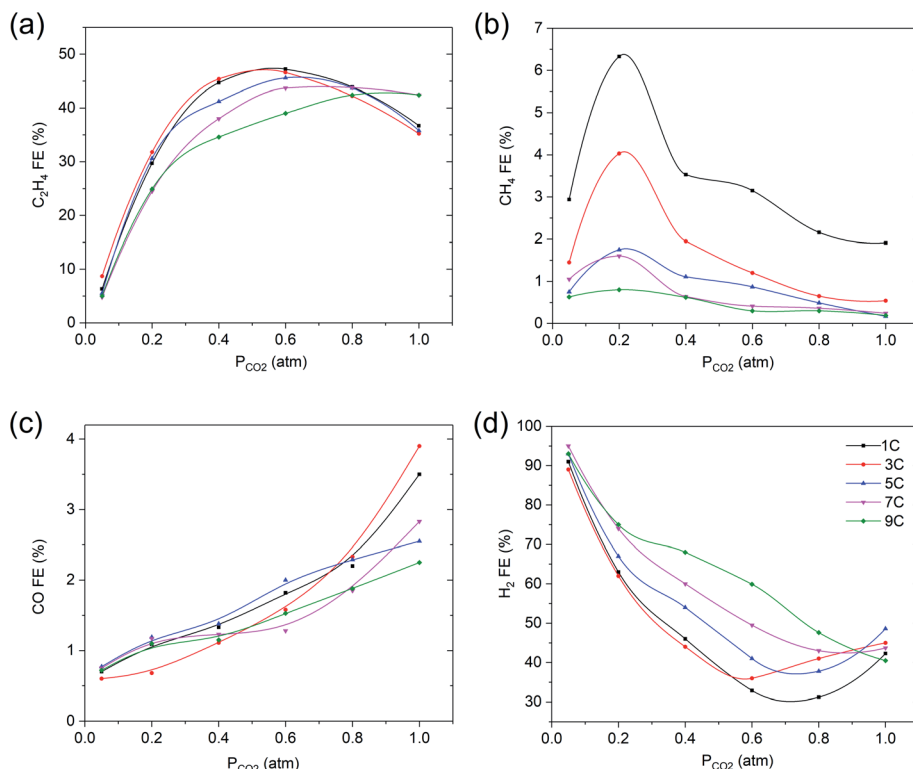 (a)
C₂H₄ FE (%)
50
40
30
20
10
0
0.0 0.2 0.4 0.6 0.8 1.0
P_CO2 (atm)
(b)
CH₄ FE (%)
7
6
5
4
3
2
1
0
0.0 0.2 0.4 0.6 0.8 1.0
P_CO2 (atm)
(c)
CO FE (%)
4
3
2
1
0
0.0 0.2 0.4 0.6 0.8 1.0
P_CO2 (atm)
(d)
H₂ FE (%)
100
90
80
70
60
50
40
30
0.0 0.2 0.4 0.6 0.8 1.0
P_CO2 (atm)
1C
3C
5C
7C
9C